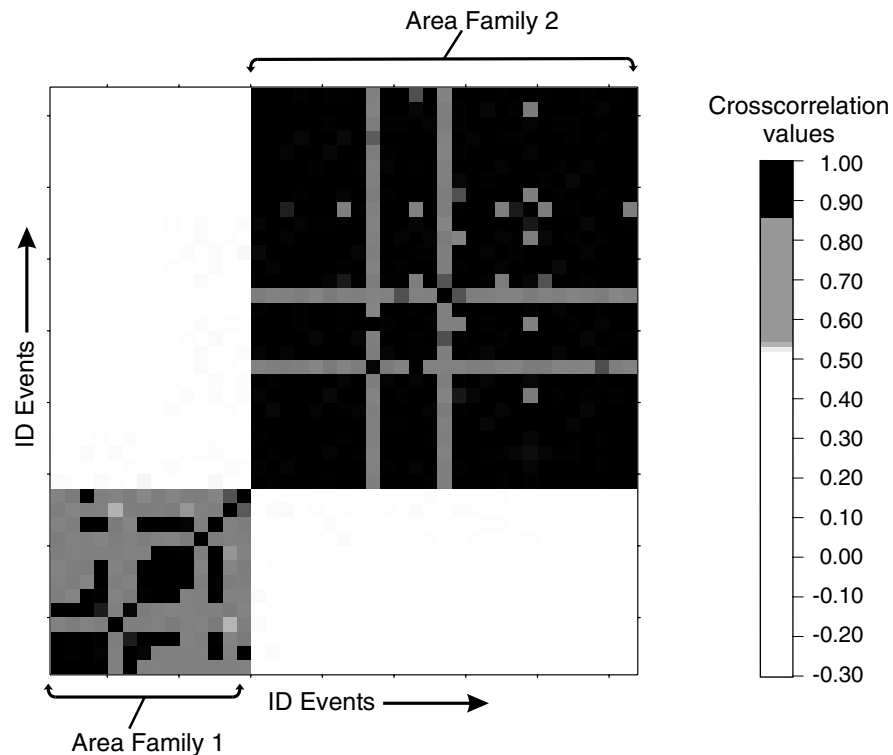 Area Family 2
Crosscorrelation
values
1.00
0.90
0.80
0.70
0.60
0.50
0.40
0.30
0.20
0.10
0.00
-0.10
-0.20
-0.30
ID Events
ID Events
Area Family 1